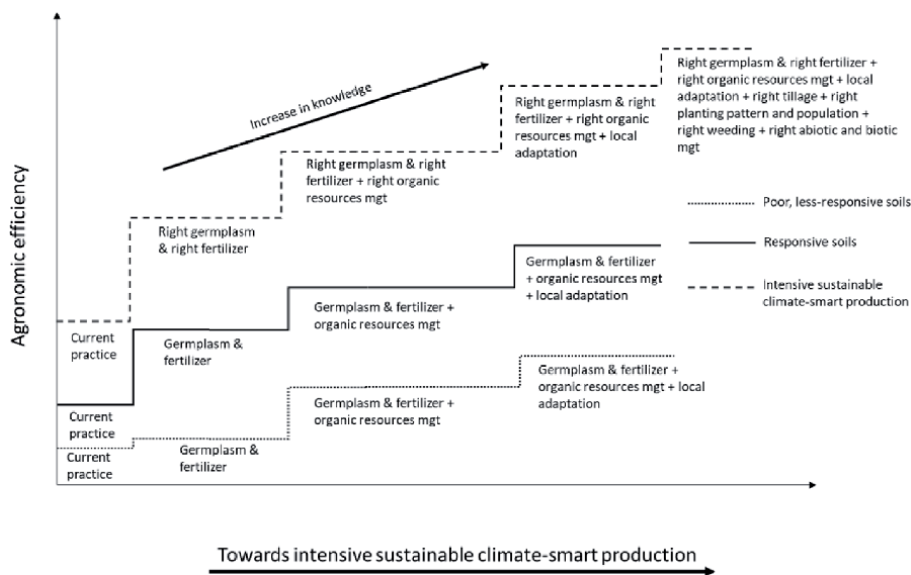 Agronomic efficiency
Increase in knowledge
Current
practice
Right germplasm
& right fertilizer
Right germplasm & right
fertilizer + right organic
resources mgt
Right germplasm & right
fertilizer + right organic
resources mgt + local
adaptation
Right germplasm & right fertilizer +
right organic resources mgt + local
adaptation + right tillage + right
planting pattern and population +
right weeding + right abiotic and biotic
mgt
Poor, less-responsive soils
Responsive soils
Intensive sustainable
climate-smart production
Current
practice
Germplasm &
fertilizer
Germplasm & fertilizer +
organic resources mgt
Germplasm & fertilizer
+ organic resources mgt
+ local adaptation
Current
practice
Germplasm &
fertilizer
Germplasm & fertilizer +
organic resources mgt
Germplasm & fertilizer +
organic resources mgt + local
adaptation
Towards intensive sustainable climate-smart production